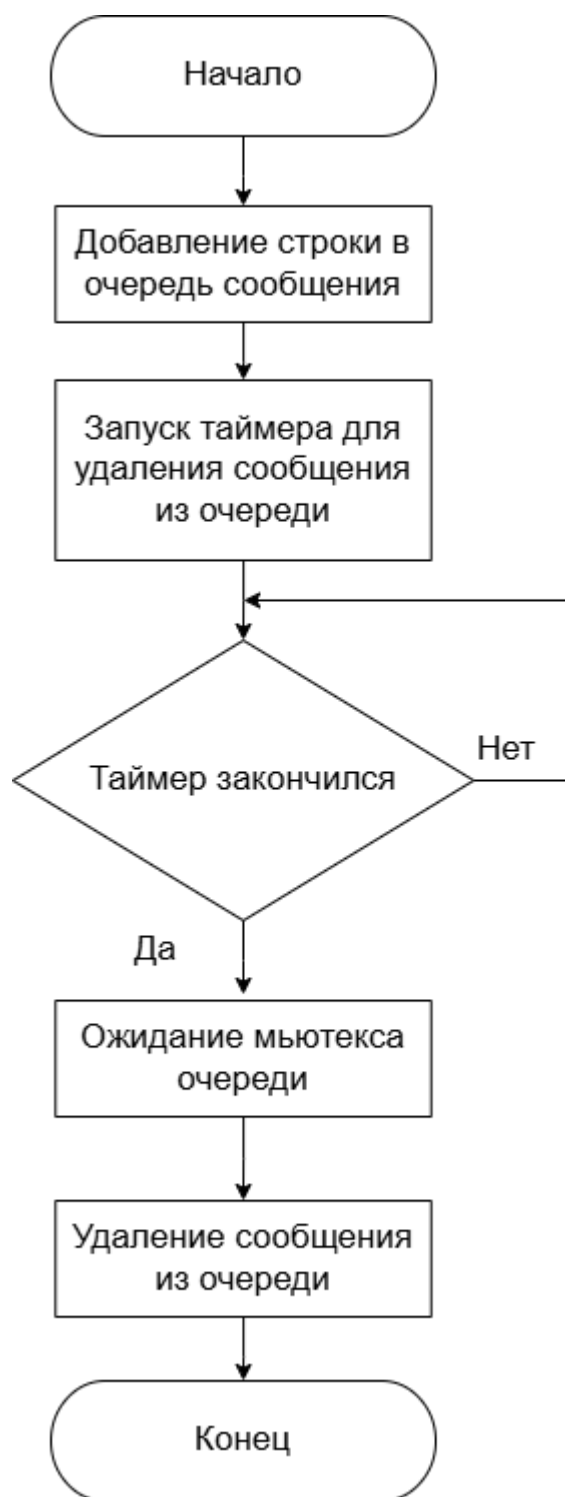 Начало
Добавление строки в
очередь сообщения
Запуск таймера для
удаления сообщения
из очереди
Таймер закончился
Нет
Да
Ожидание мьютекса
очереди
Удаление сообщения
из очереди
Конец